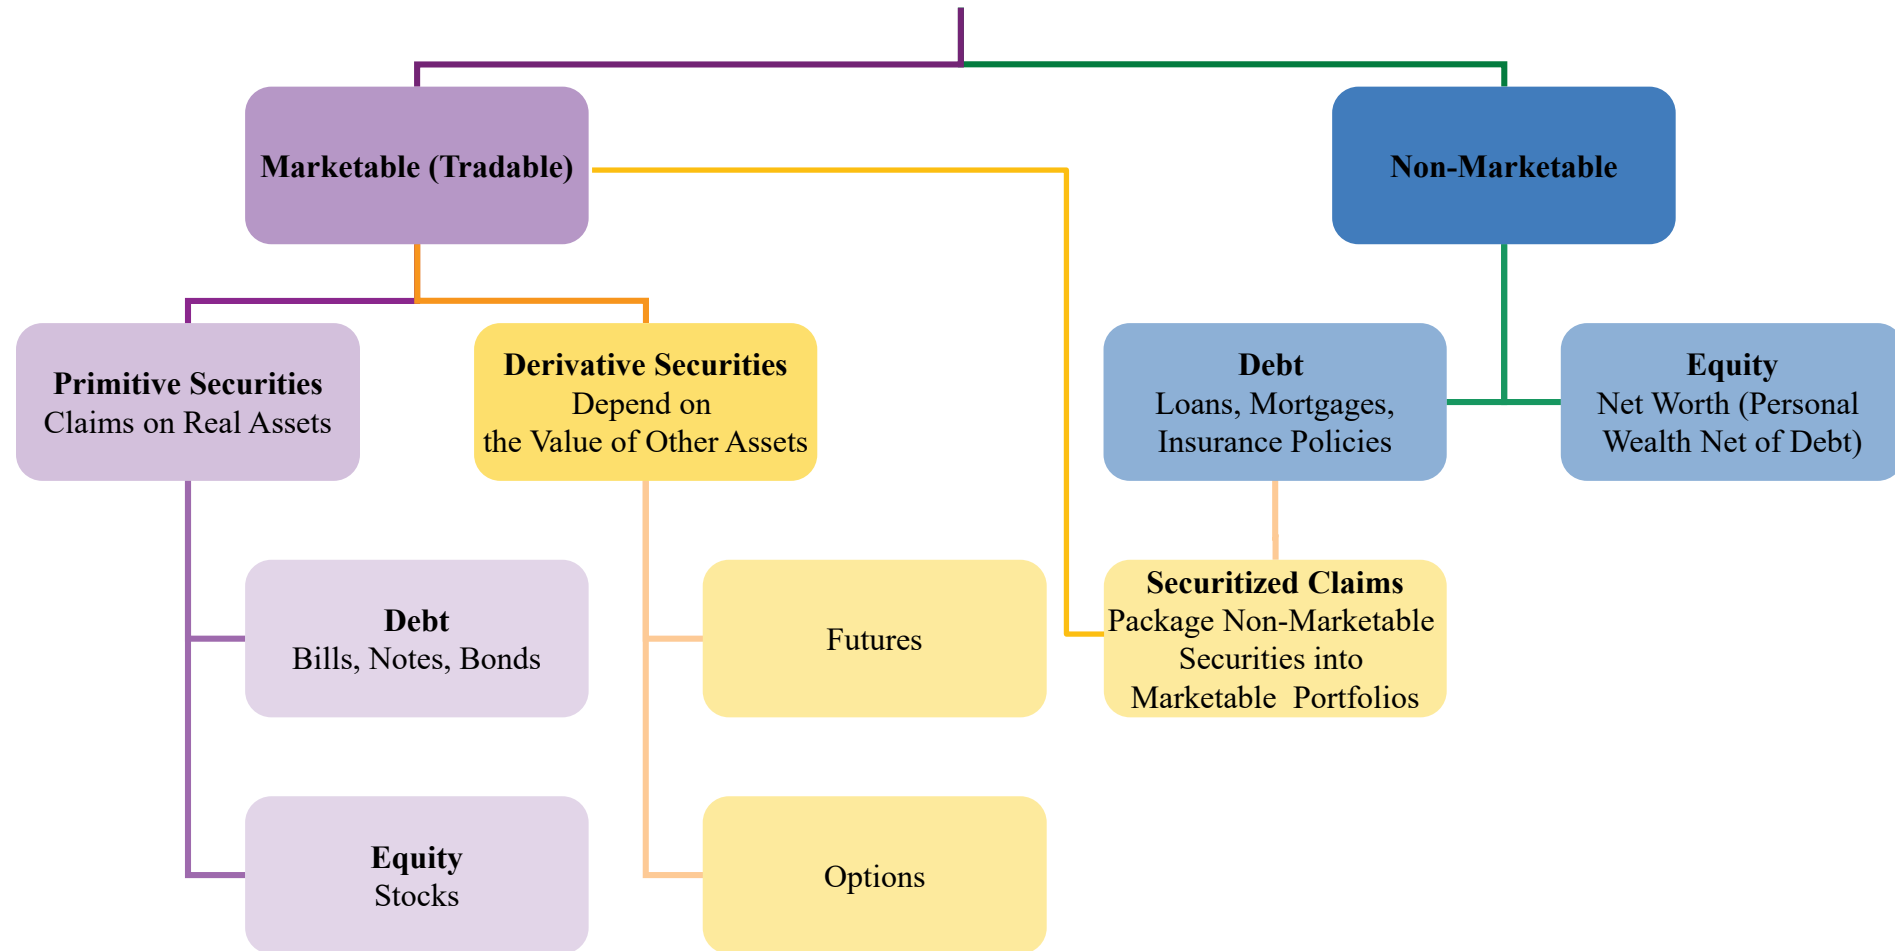 Marketable (Tradable)
Non-Marketable
Primitive Securities
Claims on Real Assets
Derivative Securities
Depend on
the Value of Other Assets
Debt
Loans, Mortgages,
Insurance Policies
Equity
Net Worth (Personal
Wealth Net of Debt)
Debt
Bills, Notes, Bonds
Futures
Securitized Claims
Package Non-Marketable
Securities into
Marketable Portfolios
Equity
Stocks
Options